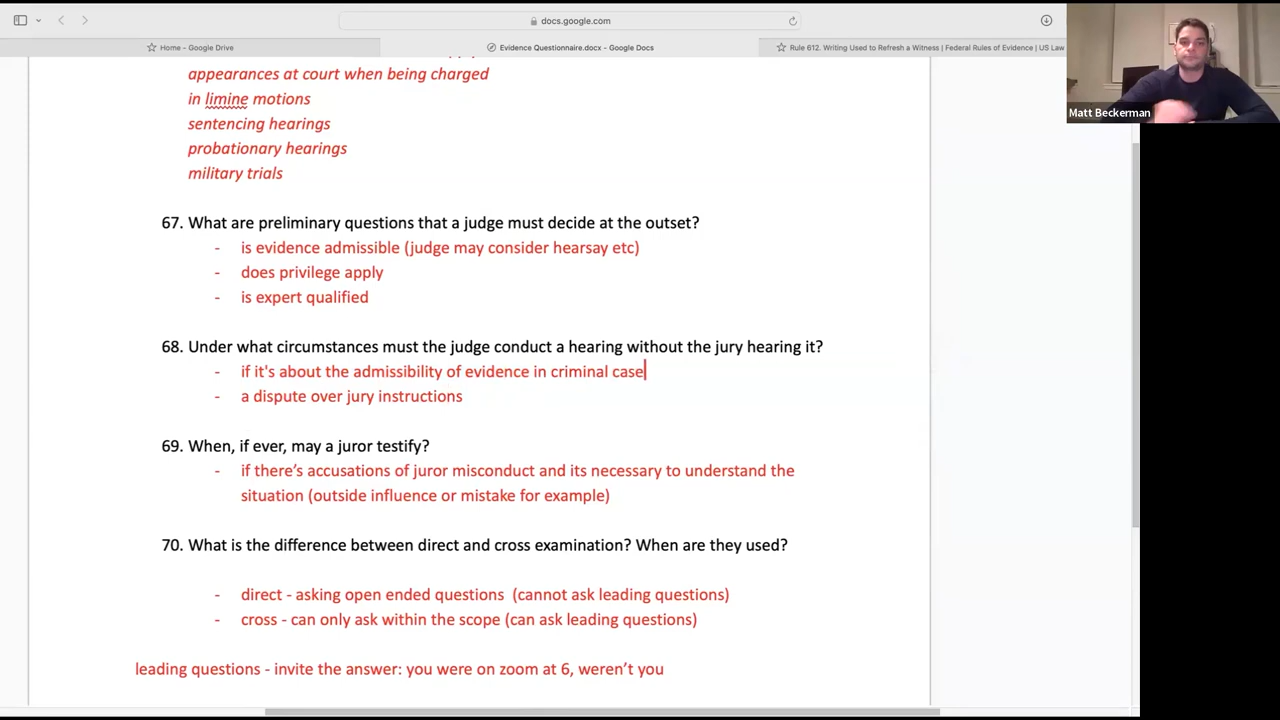 docs.google.com
Home - Google Drive
Evidence Questionnaire.docx - Google Docs
Rule 612. Writing Used to Refresh a Witness | Federal Rules of Evidence | US Law
Matt Beckerman
appearances at court when being charged
in limine motions
sentencing hearings
probationary hearings
military trials
67. What are preliminary questions that a judge must decide at the outset?
- is evidence admissible (judge may consider hearsay etc)
- does privilege apply
- is expert qualified
68. Under what circumstances must the judge conduct a hearing without the jury hearing it?
- if it's about the admissibility of evidence in criminal case
- a dispute over jury instructions
69. When, if ever, may a juror testify?
- if there’s accusations of juror misconduct and its necessary to understand the
situation (outside influence or mistake for example)
70. What is the difference between direct and cross examination? When are they used?
- direct - asking open ended questions (cannot ask leading questions)
- cross - can only ask within the scope (can ask leading questions)
leading questions - invite the answer: you were on zoom at 6, weren’t you